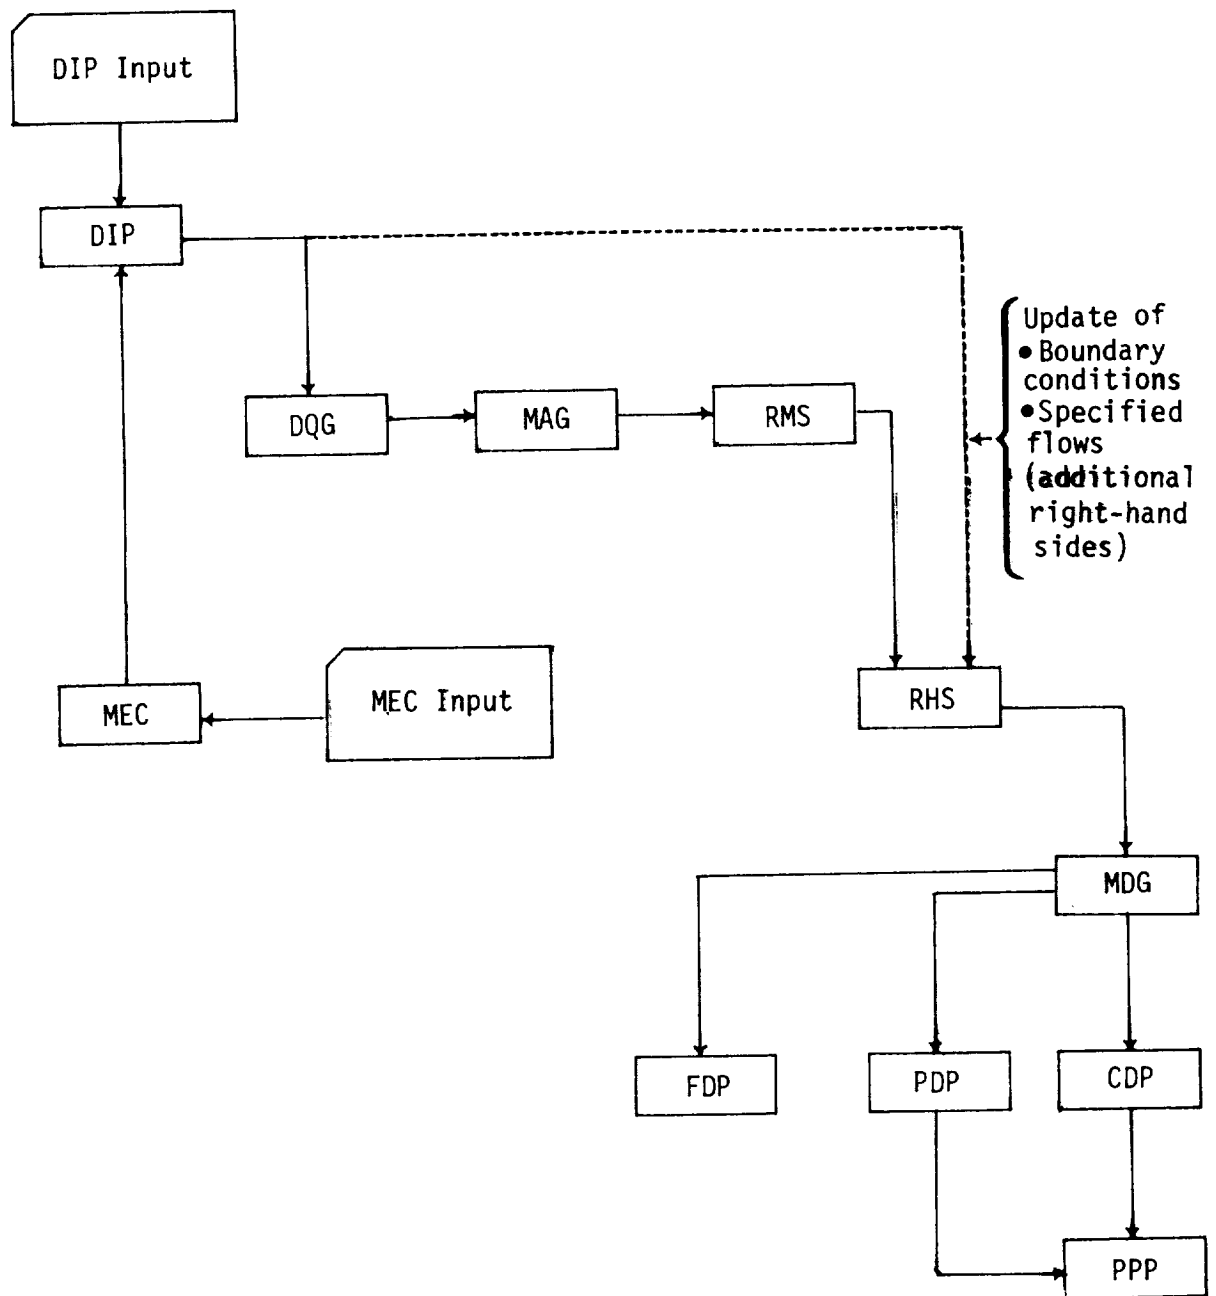 DIP Input
DIP
Update of
•Boundary
conditions
•Specified
flows
(additional
right-hand
sides)
DQG
MAG
RMS
MEC
MEC Input
RHS
MDG
FDP
PDP
CDP
PPP